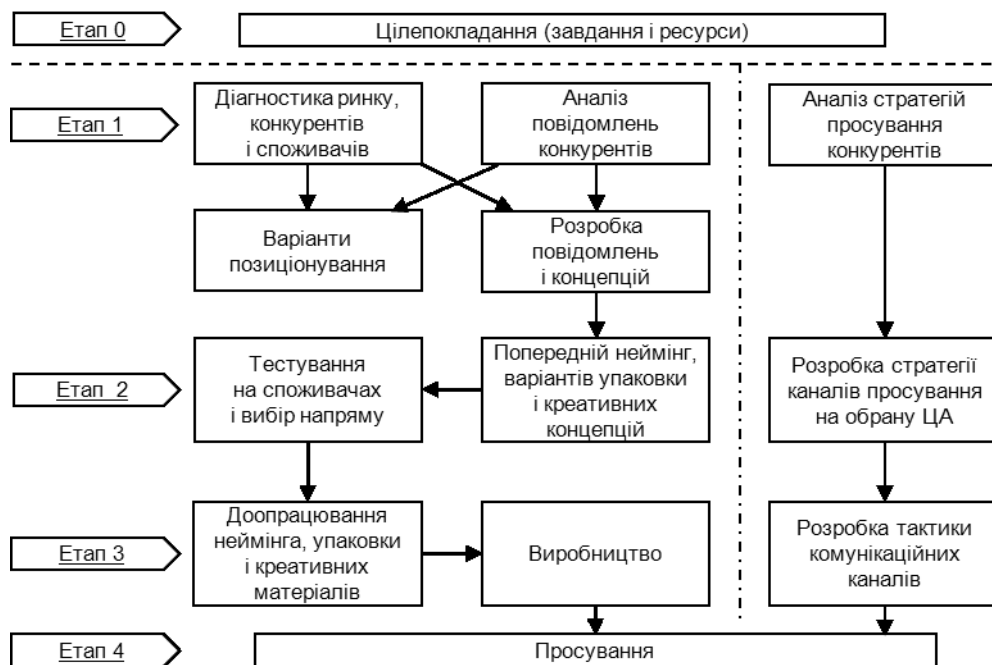 Етап 0
Цілепокладання (завдання і ресурси)
Етап 1
Діагностика ринку,
конкурентів
і споживачів
Аналіз
повідомлень
конкурентів
Аналіз стратегій
просування
конкурентів
Варіанти
позиціонування
Розробка
повідомлень
і концепцій
Етап 2
Тестування
на споживачах
і вибір напряму
Попередній неймінг,
варіантів упаковки
і креативних
концепцій
Розробка стратегії
каналів просування
на обрану ЦА
Етап 3
Доопрацювання
неймінга, упаковки
і креативних
матеріалів
Виробництво
Розробка тактики
комунікаційних
каналів
Етап 4
Просування